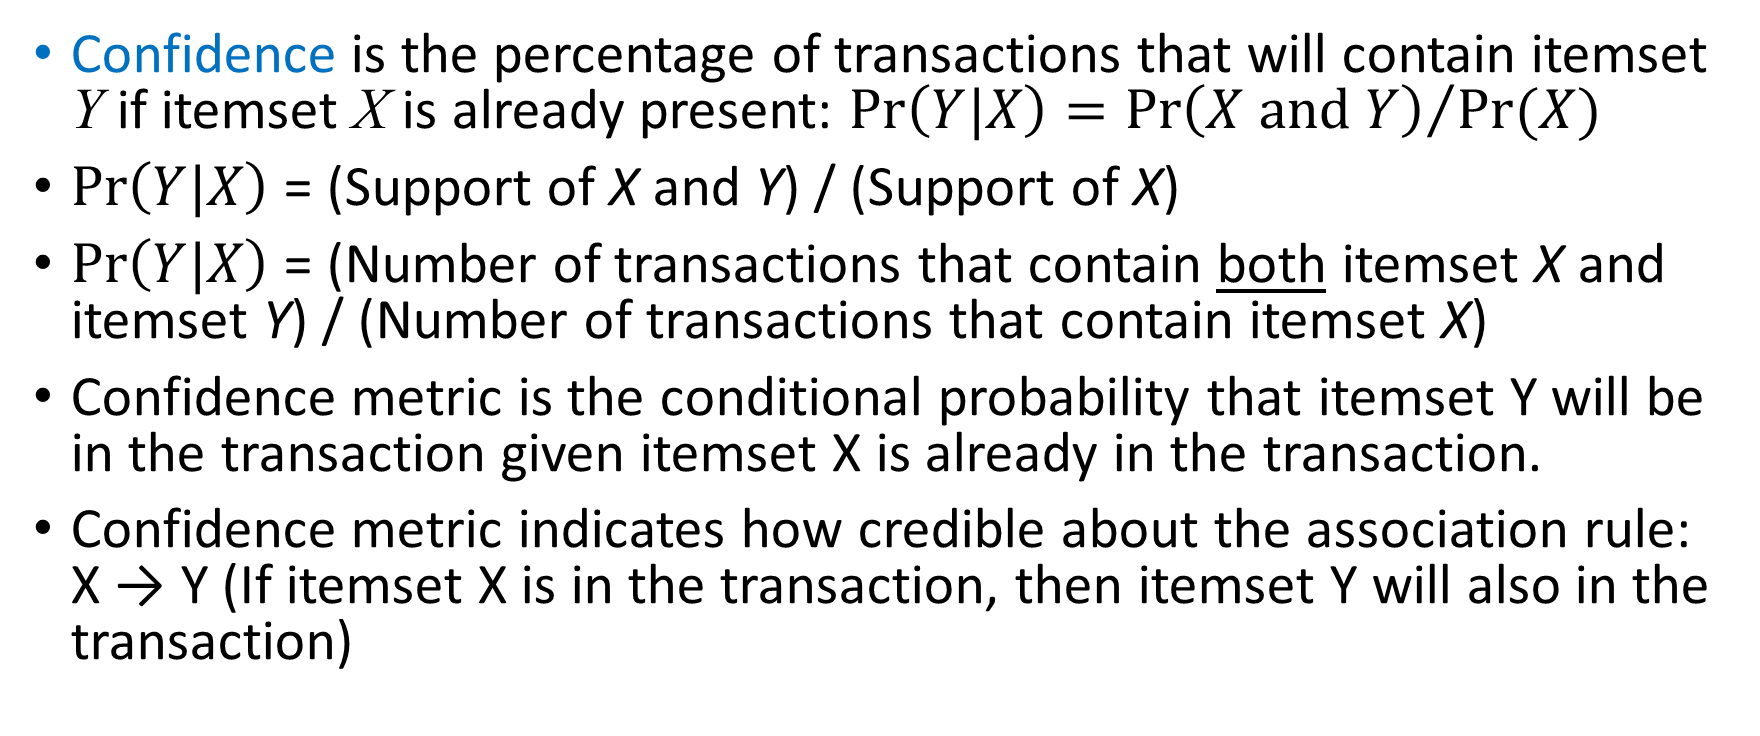 • Confidence is the percentage of transactions that will contain itemset
Y if itemset X is already present: Pr(Y|X) = Pr(X and Y)/Pr(X)
• Pr(Y|X) = (Support of X and Y) / (Support of X)
• Pr(Y|X) = (Number of transactions that contain both itemset X and
itemset Y) / (Number of transactions that contain itemset X)
• Confidence metric is the conditional probability that itemset Y will be
in the transaction given itemset X is already in the transaction.
• Confidence metric indicates how credible about the association rule:
X → Y (If itemset X is in the transaction, then itemset Y will also in the
transaction)